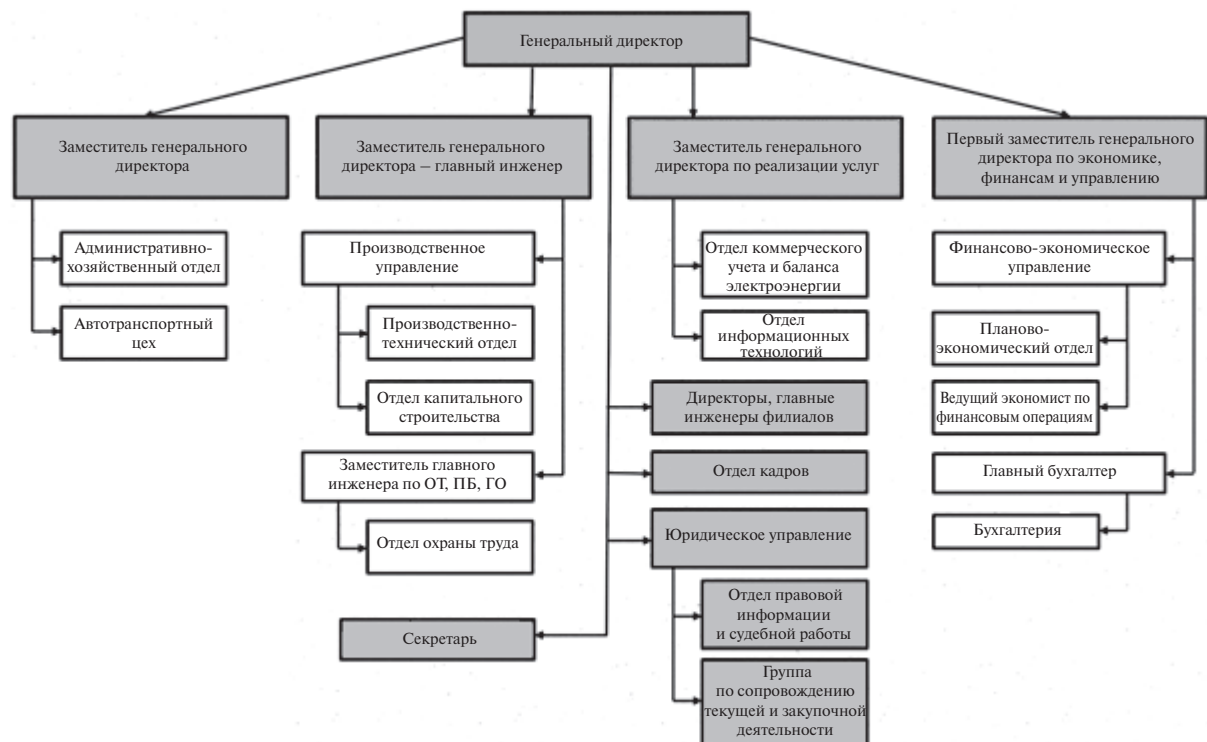 Генеральный директор
Заместитель генерального
директора
Заместитель генерального
директора – главный инженер
Заместитель генерального
директора по реализации услуг
Первый заместитель генерального
директора по экономике,
финансам и управлению
Административно-
хозяйственный отдел
Автотранспортный
цех
Производственное
управление
Производственно-
технический отдел
Отдел капитального
строительства
Заместитель главного
инженера по ОТ, ПБ, ГО
Отдел охраны труда
Секретарь
Отдел коммерческого
учета и баланса
электроэнергии
Отдел
информационных
технологий
Директоры, главные
инженеры филиалов
Отдел кадров
Юридическое управление
Отдел правовой
информации
и судебной работы
Группа
по сопровождению
текущей и закупочной
деятельности
Финансово-экономическое
управление
Планово-
экономический отдел
Ведущий экономист по
финансовым операциям
Главный бухгалтер
Бухгалтерия